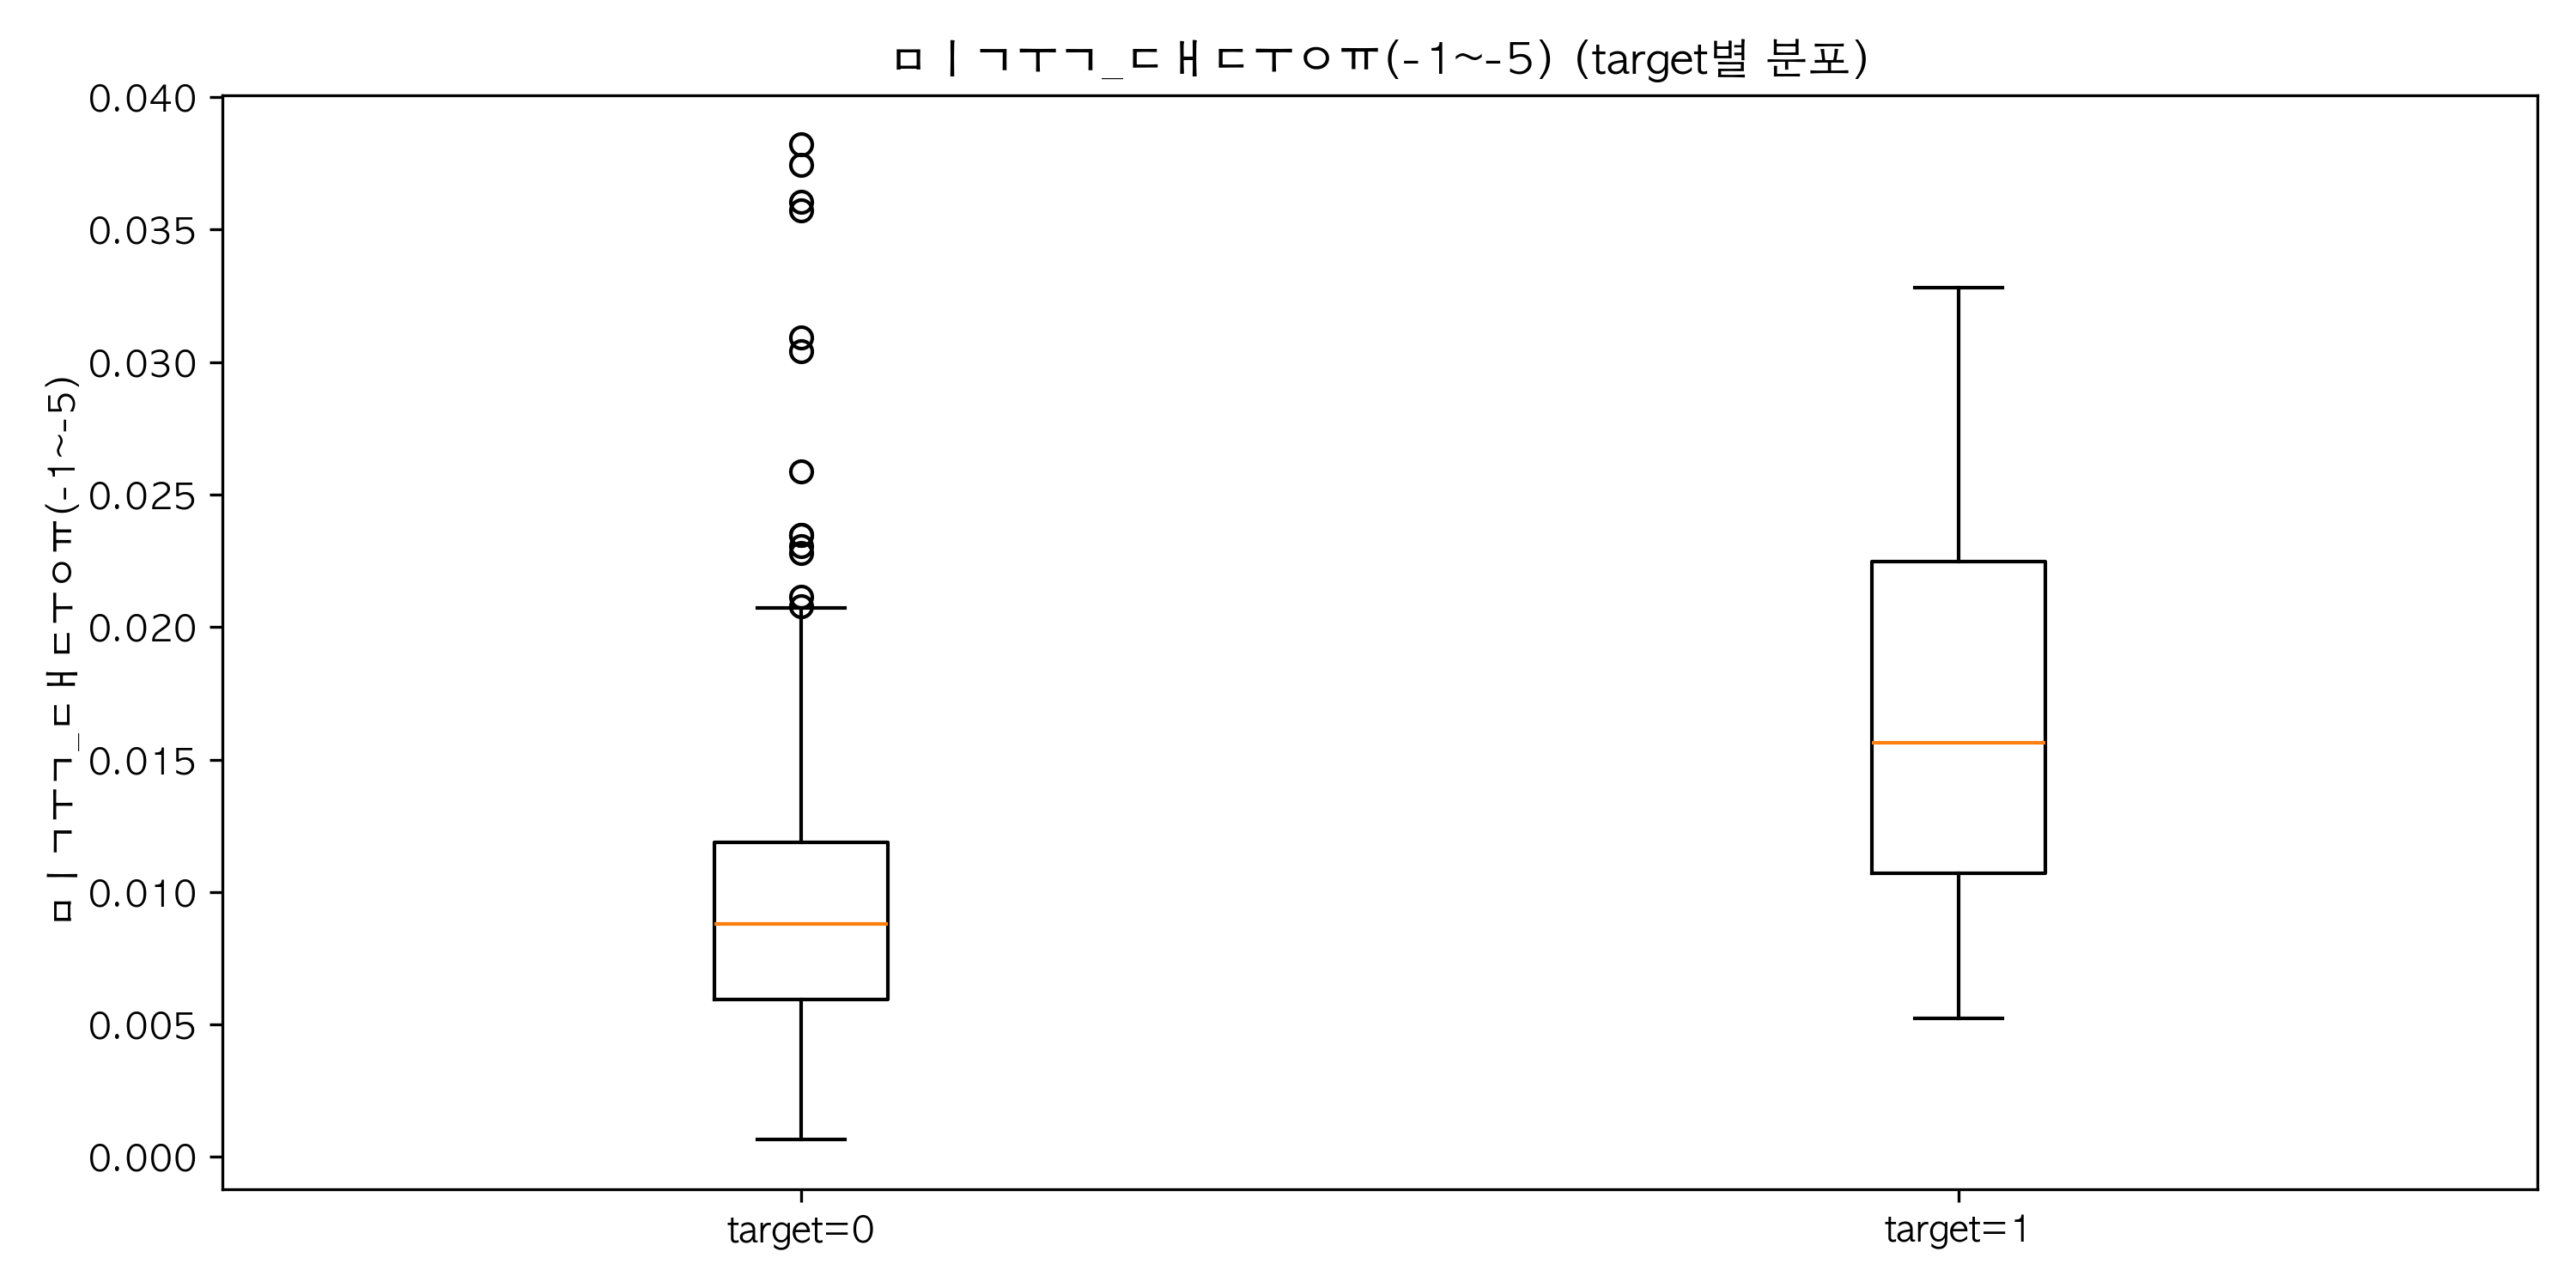 ㅁㅣㄱㅜㄱ_ㄷㅐㄷㅜㅇㅠ(-1~-5) (target별 분포)
ㅁㅣㄱㅜㄱ_ㄷㅐㄷㅜㅇㅠ(-1~-5)
0.040
0.035
0.030
0.025
0.020
0.015
0.010
0.005
0.000
target=0
target=1